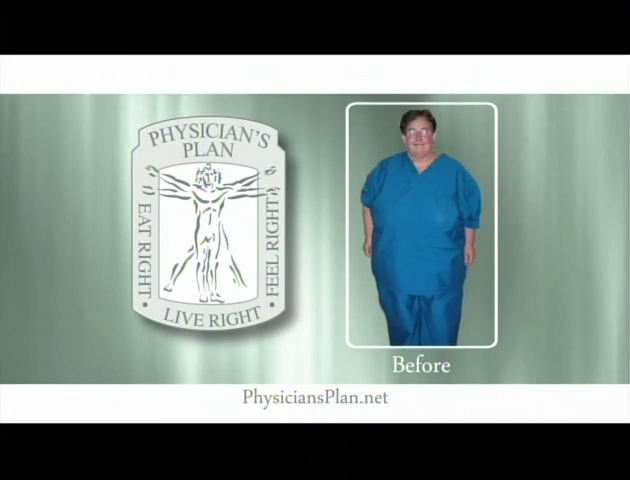 PHYSICIAN'S
PLAN
EAT RIGHT
•
LIVE RIGHT
•
FEEL RIGHT
Before
PhysiciansPlan.net